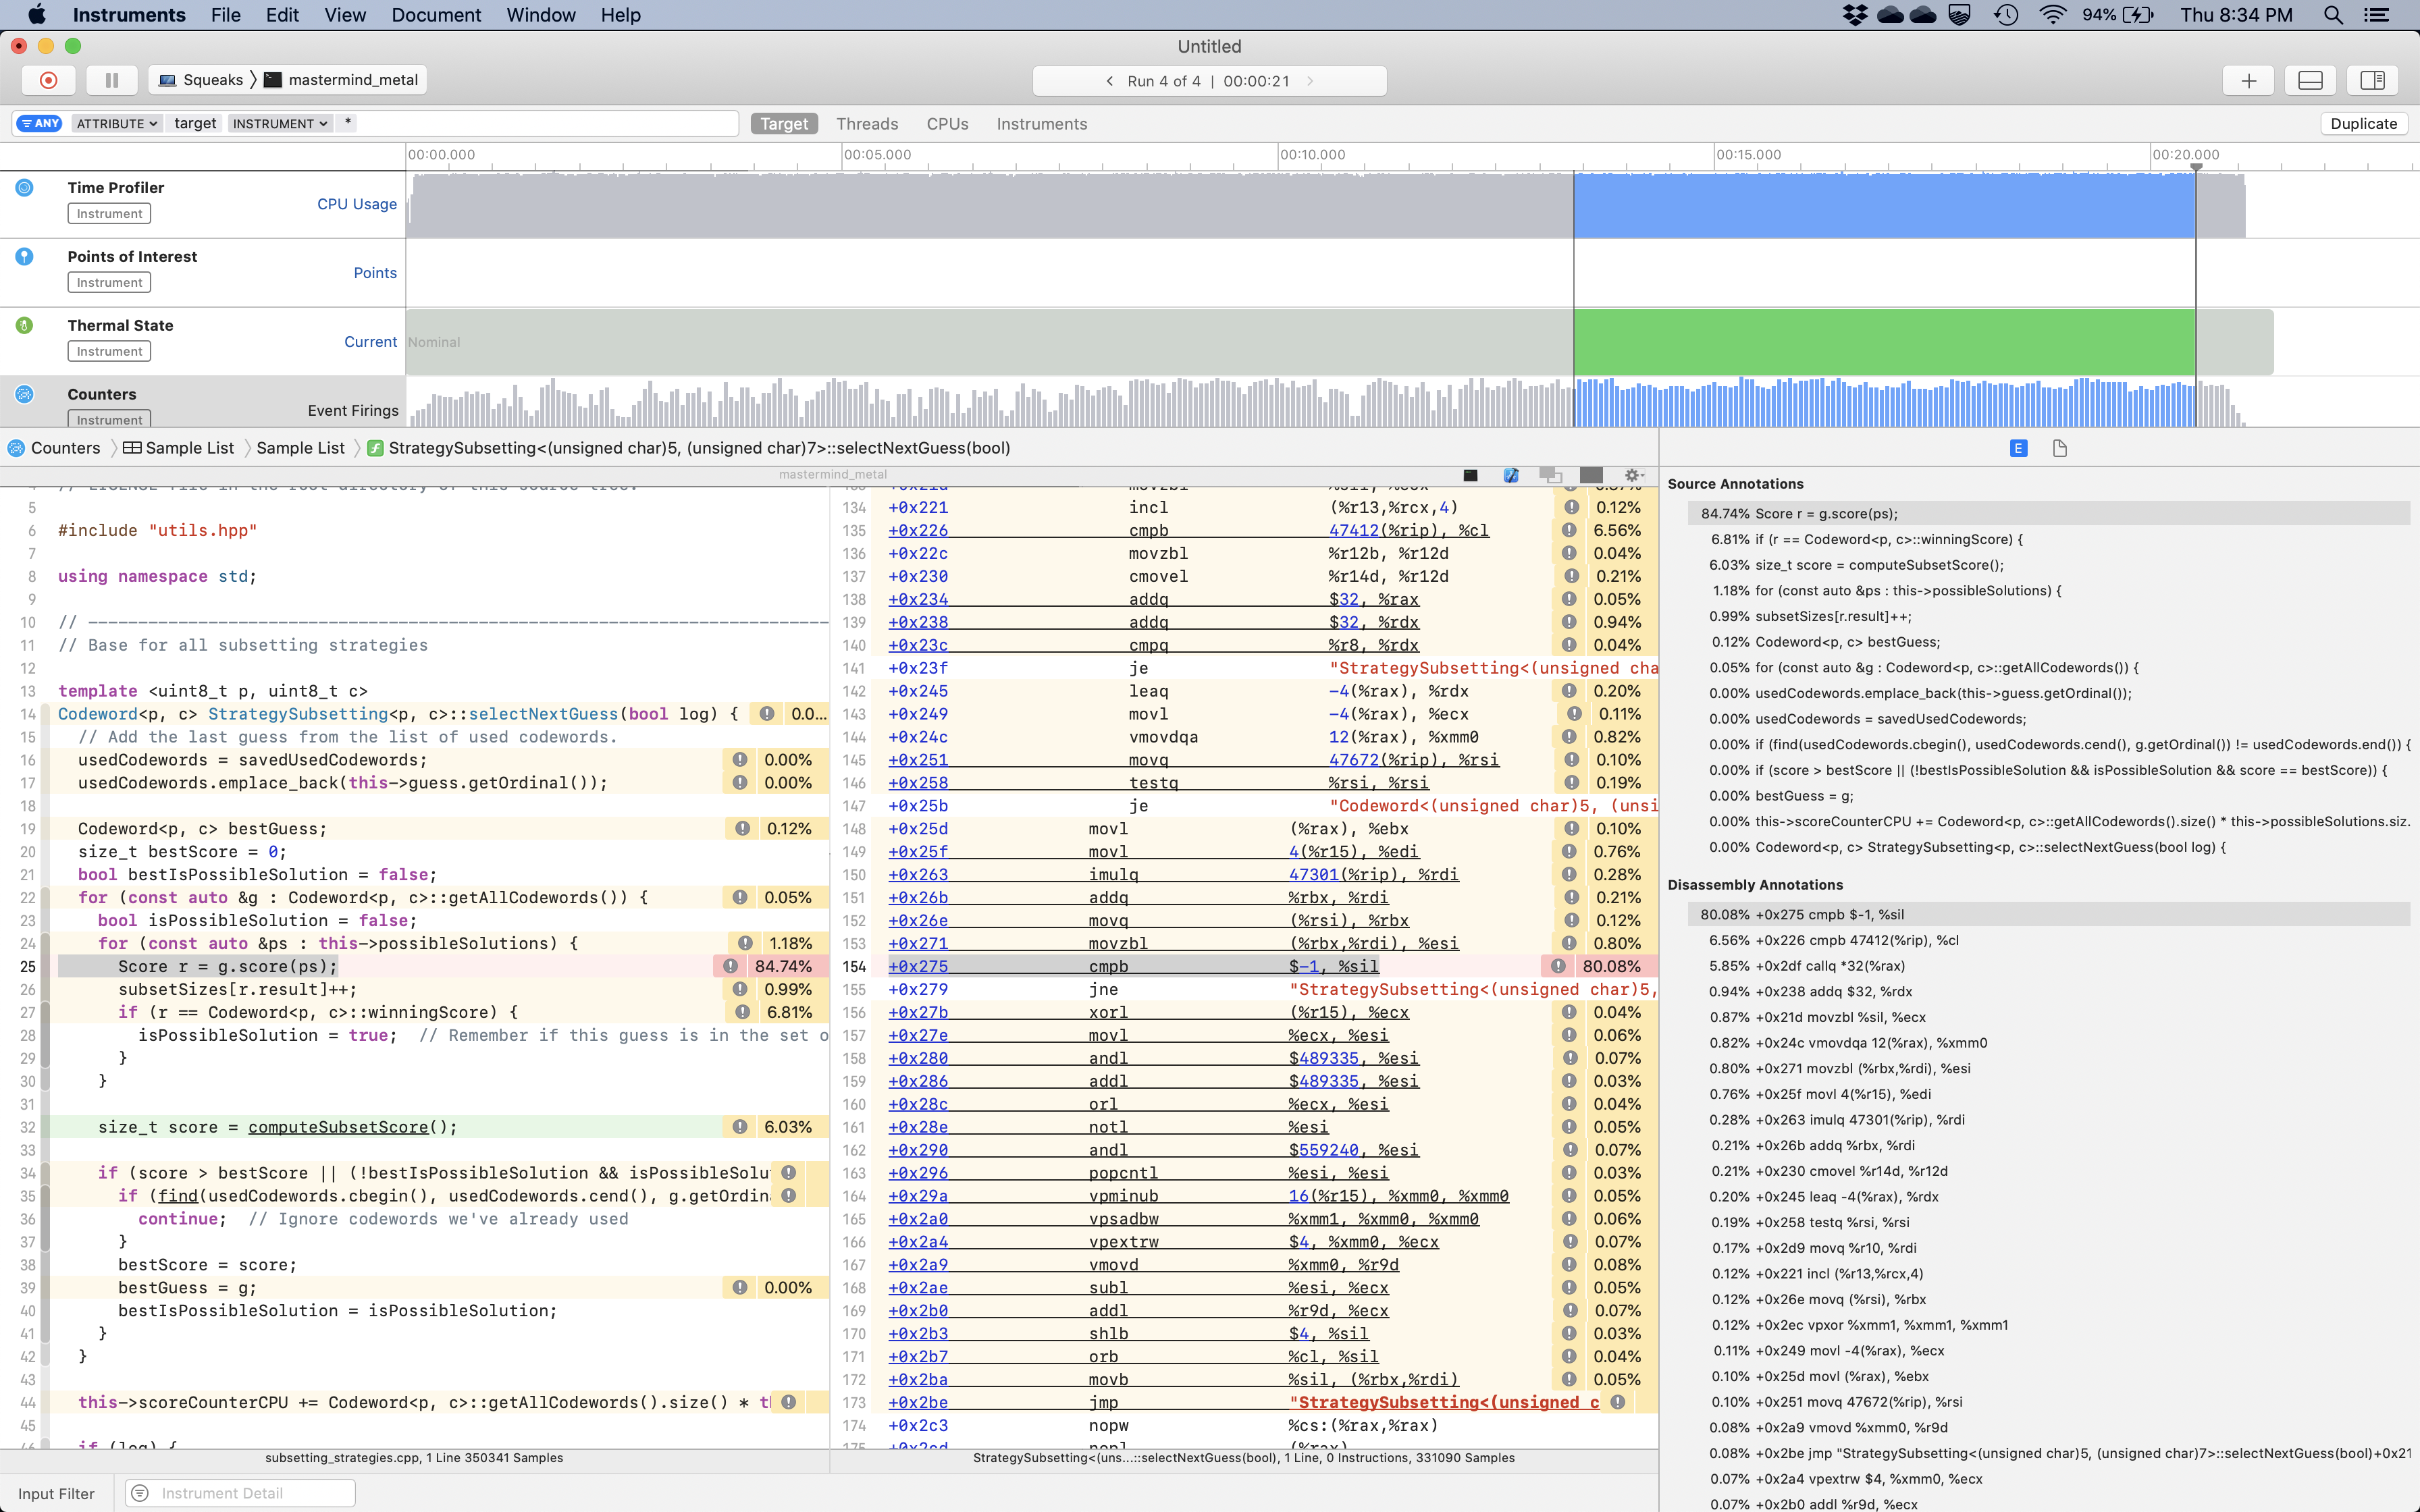 Instruments File Edit View Document Window Help 94% Thu 8:34 PM
Untitled
Squeaks mastermind_metal Run 4 of 4 | 00:00:21
ANY ATTRIBUTE target INSTRUMENT * Target Threads CPUs Instruments Duplicate
00:00.000 00:05.000 00:10.000 00:15.000 00:20.000
Time Profiler
Instrument
CPU Usage
Points of Interest
Instrument
Points
Thermal State
Instrument
Current
Nominal
Counters
Instrument
Event Firings
Counters Sample List Sample List StrategySubsetting<(unsigned char)5, (unsigned char)7>::selectNextGuess(bool) E
mastermind_metal
5
6 #include "utils.hpp"
7
8 using namespace std;
9
10 // --------------------------------------------------------------------------
11 // Base for all subsetting strategies
12
13 template <uint8_t p, uint8_t c>
14 Codeword<p, c> StrategySubsetting<p, c>::selectNextGuess(bool log) { 0.0...
15 // Add the last guess from the list of used codewords.
16 usedCodewords = savedUsedCodewords; 0.00%
17 usedCodewords.emplace_back(this->guess.getOrdinal()); 0.00%
18
19 Codeword<p, c> bestGuess; 0.12%
20 size_t bestScore = 0;
21 bool bestIsPossibleSolution = false;
22 for (const auto &g : Codeword<p, c>::getAllCodewords()) { 0.05%
23 bool isPossibleSolution = false;
24 for (const auto &ps : this->possibleSolutions) { 1.18%
25 Score r = g.score(ps); 84.74%
26 subsetSizes[r.result]++; 0.99%
27 if (r == Codeword<p, c>::winningScore) { 6.81%
28 isPossibleSolution = true; // Remember if this guess is in the set o
29 }
30 }
31
32 size_t score = computeSubsetScore(); 6.03%
33
34 if (score > bestScore || (!bestIsPossibleSolution && isPossibleSolu
35 if (find(usedCodewords.cbegin(), usedCodewords.cend(), g.getOrdin
36 continue; // Ignore codewords we've already used
37 }
38 bestScore = score;
39 bestGuess = g; 0.00%
40 bestIsPossibleSolution = isPossibleSolution;
41 }
42 }
43
44 this->scoreCounterCPU += Codeword<p, c>::getAllCodewords().size() * t
45
46 if (log) {
134 +0x221 incl (%r13,%rcx,4) 0.12%
135 +0x226 cmpb 47412(%rip), %cl 6.56%
136 +0x22c movzbl %r12b, %r12d 0.04%
137 +0x230 cmovel %r14d, %r12d 0.21%
138 +0x234 addq $32, %rax 0.05%
139 +0x238 addq $32, %rdx 0.94%
140 +0x23c cmpq %r8, %rdx 0.04%
141 +0x23f je "StrategySubsetting<(unsigned cha
142 +0x245 leaq -4(%rax), %rdx 0.20%
143 +0x249 movl -4(%rax), %ecx 0.11%
144 +0x24c vmovdqa 12(%rax), %xmm0 0.82%
145 +0x251 movq 47672(%rip), %rsi 0.10%
146 +0x258 testq %rsi, %rsi 0.19%
147 +0x25b je "Codeword<(unsigned char)5, (unsi
148 +0x25d movl (%rax), %ebx 0.10%
149 +0x25f movl 4(%r15), %edi 0.76%
150 +0x263 imulq 47301(%rip), %rdi 0.28%
151 +0x26b addq %rbx, %rdi 0.21%
152 +0x26e movq (%rsi), %rbx 0.12%
153 +0x271 movzbl (%rbx,%rdi), %esi 0.80%
154 +0x275 cmpb $-1, %sil 80.08%
155 +0x279 jne "StrategySubsetting<(unsigned char)5,
156 +0x27b xorl (%r15), %ecx 0.04%
157 +0x27e movl %ecx, %esi 0.06%
158 +0x280 andl $489335, %esi 0.07%
159 +0x286 addl $489335, %esi 0.03%
160 +0x28c orl %ecx, %esi 0.04%
161 +0x28e notl %esi 0.05%
162 +0x290 andl $559240, %esi 0.07%
163 +0x296 popcntl %esi, %esi 0.03%
164 +0x29a vpminub 16(%r15), %xmm0, %xmm0 0.05%
165 +0x2a0 vpsadbw %xmm1, %xmm0, %xmm0 0.06%
166 +0x2a4 vpextrw $4, %xmm0, %ecx 0.07%
167 +0x2a9 vmovd %xmm0, %r9d 0.08%
168 +0x2ae subl %esi, %ecx 0.05%
169 +0x2b0 addl %r9d, %ecx 0.07%
170 +0x2b3 shlb $4, %sil 0.03%
171 +0x2b7 orb %cl, %sil 0.04%
172 +0x2ba movb %sil, (%rbx,%rdi) 0.05%
173 +0x2be jmp "StrategySubsetting<(unsigned c
174 +0x2c3 nopw %cs:(%rax,%rax)
175 +0x2cd nopl (%rax)
Source Annotations
84.74% Score r = g.score(ps);
6.81% if (r == Codeword<p, c>::winningScore) {
6.03% size_t score = computeSubsetScore();
1.18% for (const auto &ps : this->possibleSolutions) {
0.99% subsetSizes[r.result]++;
0.12% Codeword<p, c> bestGuess;
0.05% for (const auto &g : Codeword<p, c>::getAllCodewords()) {
0.00% usedCodewords.emplace_back(this->guess.getOrdinal());
0.00% usedCodewords = savedUsedCodewords;
0.00% if (find(usedCodewords.cbegin(), usedCodewords.cend(), g.getOrdinal()) != usedCodewords.end()) {
0.00% if (score > bestScore || (!bestIsPossibleSolution && isPossibleSolution && score == bestScore)) {
0.00% bestGuess = g;
0.00% this->scoreCounterCPU += Codeword<p, c>::getAllCodewords().size() * this->possibleSolutions.siz.
0.00% Codeword<p, c> StrategySubsetting<p, c>::selectNextGuess(bool log) {
Disassembly Annotations
80.08% +0x275 cmpb $-1, %sil
6.56% +0x226 cmpb 47412(%rip), %cl
5.85% +0x2df callq *32(%rax)
0.94% +0x238 addq $32, %rdx
0.87% +0x21d movzbl %sil, %ecx
0.82% +0x24c vmovdqa 12(%rax), %xmm0
0.80% +0x271 movzbl (%rbx,%rdi), %esi
0.76% +0x25f movl 4(%r15), %edi
0.28% +0x263 imulq 47301(%rip), %rdi
0.21% +0x26b addq %rbx, %rdi
0.21% +0x230 cmovel %r14d, %r12d
0.20% +0x245 leaq -4(%rax), %rdx
0.19% +0x258 testq %rsi, %rsi
0.17% +0x2d9 movq %r10, %rdi
0.12% +0x221 incl (%r13,%rcx,4)
0.12% +0x26e movq (%rsi), %rbx
0.12% +0x2ec vpxor %xmm1, %xmm1, %xmm1
0.11% +0x249 movl -4(%rax), %ecx
0.10% +0x25d movl (%rax), %ebx
0.10% +0x251 movq 47672(%rip), %rsi
0.08% +0x2a9 vmovd %xmm0, %r9d
0.08% +0x2be jmp "StrategySubsetting<(unsigned char)5, (unsigned char)7>::selectNextGuess(bool)+0x21
0.07% +0x2a4 vpextrw $4, %xmm0, %ecx
0.07% +0x2b0 addl %r9d, %ecx
subsetting_strategies.cpp, 1 Line 350341 Samples
StrategySubsetting<(uns...::selectNextGuess(bool), 1 Line, 0 Instructions, 331090 Samples
Input Filter Instrument Detail